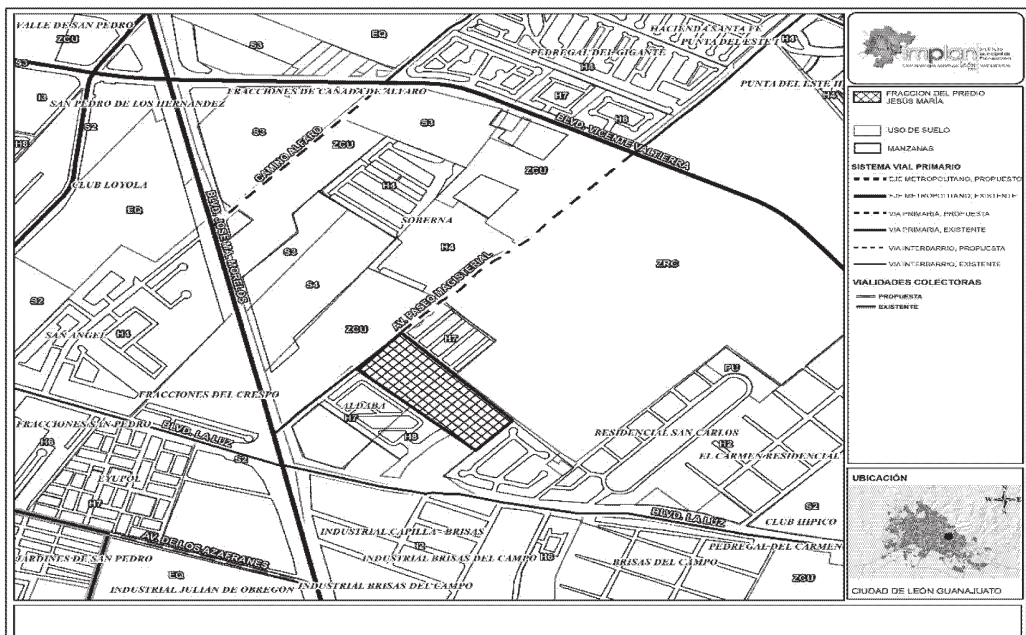 VALLE DE SAN PEDRO
ZCU
S3
EQ
HACIENDA SANTA FE
PUNTA DEL ESTE I
H4
PEDREGAL DEL GIGANTE
H6
PUNTA DEL ESTE II
H4
I3
SAN PEDRO DE LOS HERNÁNDEZ
S2
FRACCIONES DE CAÑADA DE ALFARO
H7
H6
BLVD. VICENTE VALTIERRA
S3
S3
ZCU
CAMINO ALFARO
ZCU
H6
CLUB LOYOLA
EQ
BLVD. JOSE MA. MORELOS
H4
SOBERNA
S3
H4
ZRC
S4
S2
AV. PASEO MAGISTERIAL
ZCU
H7
SAN ANGEL
H4
PU
FRACCIONES DEL CRESPO
ALDABA
H7
H8
FRACCIONES SAN PEDRO
BLVD. LA LUZ
RESIDENCIAL SAN CARLOS
H2
EL CARMEN RESIDENCIAL
H6
S2
EYUPOL
H7
BLVD. LA LUZ
S2
CLUB HIPICO
INDUSTRIAL CAPILLA - BRISAS
AV. DE LOS AZAFRANES
I2
H6
PEDREGAL DEL CARMEN
JARDINES DE SAN PEDRO
INDUSTRIAL BRISAS DEL CAMPO
BRISAS DEL CAMPO
EQ
ZCU
INDUSTRIAL JULIAN DE OBREGON
INDUSTRIAL BRISAS DEL CAMPO
implan
FRACCION DEL PREDIO
JESÚS MARÍA
USO DE SUELO
MANZANAS
SISTEMA VIAL PRIMARIO
EJE METROPOLITANO, PROPUESTO
EJE METROPOLITANO, EXISTENTE
VIA PRIMARIA, PROPUESTA
VIA PRIMARIA, EXISTENTE
VIA INTERBARRIO, PROPUESTA
VIA INTERBARRIO, EXISTENTE
VIALIDADES COLECTORAS
PROPUESTA
EXISTENTE
UBICACIÓN
N
W
E
CIUDAD DE LEÓN GUANAJUATO